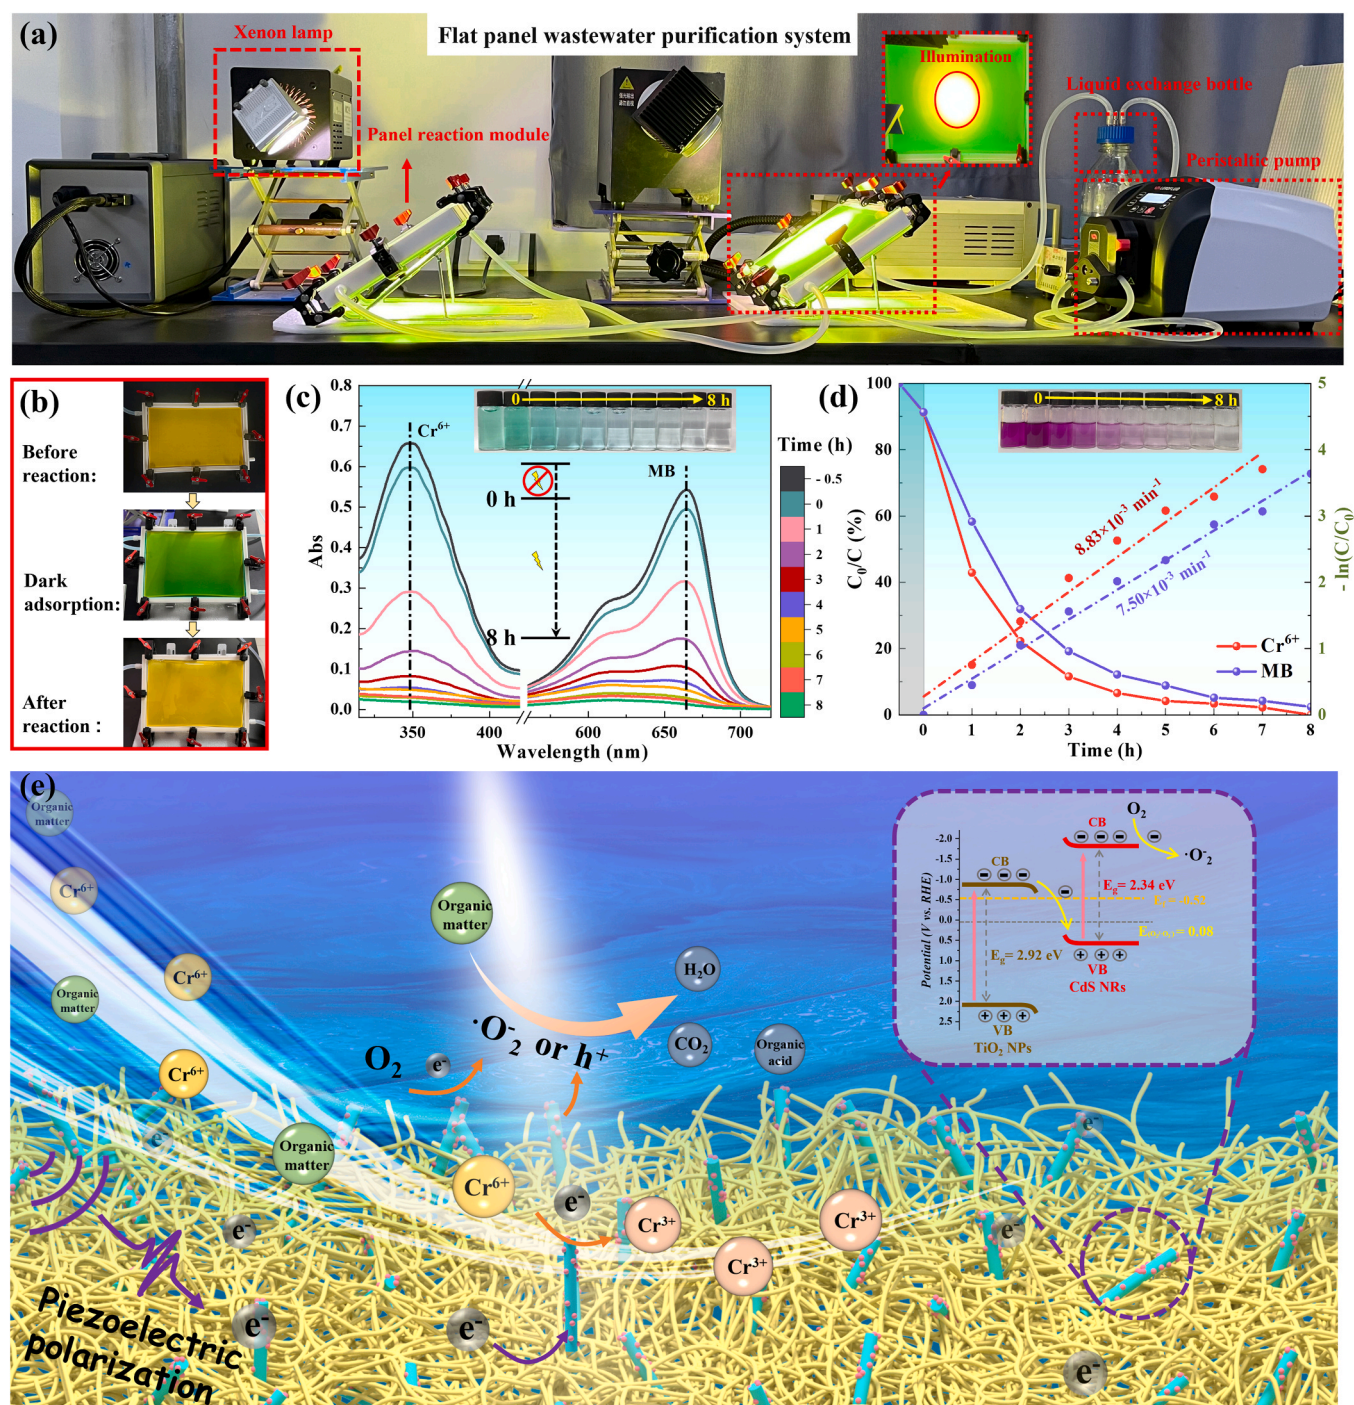 (a)
Xenon lamp
Flat panel wastewater purification system
Illumination
Liquid exchange bottle
Panel reaction module
Peristaltic pump
(b)
Before
reaction:
Dark
adsorption:
After
reaction :
(c)
0 8 h
Cr⁶⁺
MB
0 h
8 h
Abs
0.8
0.7
0.6
0.5
0.4
0.3
0.2
0.1
0.0
350 400 600 650 700
Wavelength (nm)
Time (h)
- 0.5
0
1
2
3
4
5
6
7
8
(d)
0 8 h
C₀/C (%)
100
80
60
40
20
0
8.83×10⁻³ min⁻¹
7.50×10⁻³ min⁻¹
Cr⁶⁺
MB
5
4
3
2
1
0
- ln(C/C₀)
0 1 2 3 4 5 6 7 8
Time (h)
(e)
Organic
matter
Cr⁶⁺
Organic
matter
Cr⁶⁺
Organic
matter
Cr⁶⁺
H₂O
CO₂
Organic
acid
O₂
e⁻
·O₂⁻ or h⁺
Organic
matter
Cr⁶⁺
e⁻
e⁻
Cr³⁺
Cr³⁺
Cr³⁺
e⁻
e⁻
e⁻
e⁻
e⁻
e⁻
Piezoelectric
polarization
Potential (V vs. RHE)
-2.0
-1.5
-1.0
-0.5
0.0
0.5
1.0
1.5
2.0
2.5
CB
CB
O₂
·O₂⁻
E_g= 2.34 eV
= 0.08
E_g= 2.92 eV
VB
CdS NRs
VB
TiO₂ NPs